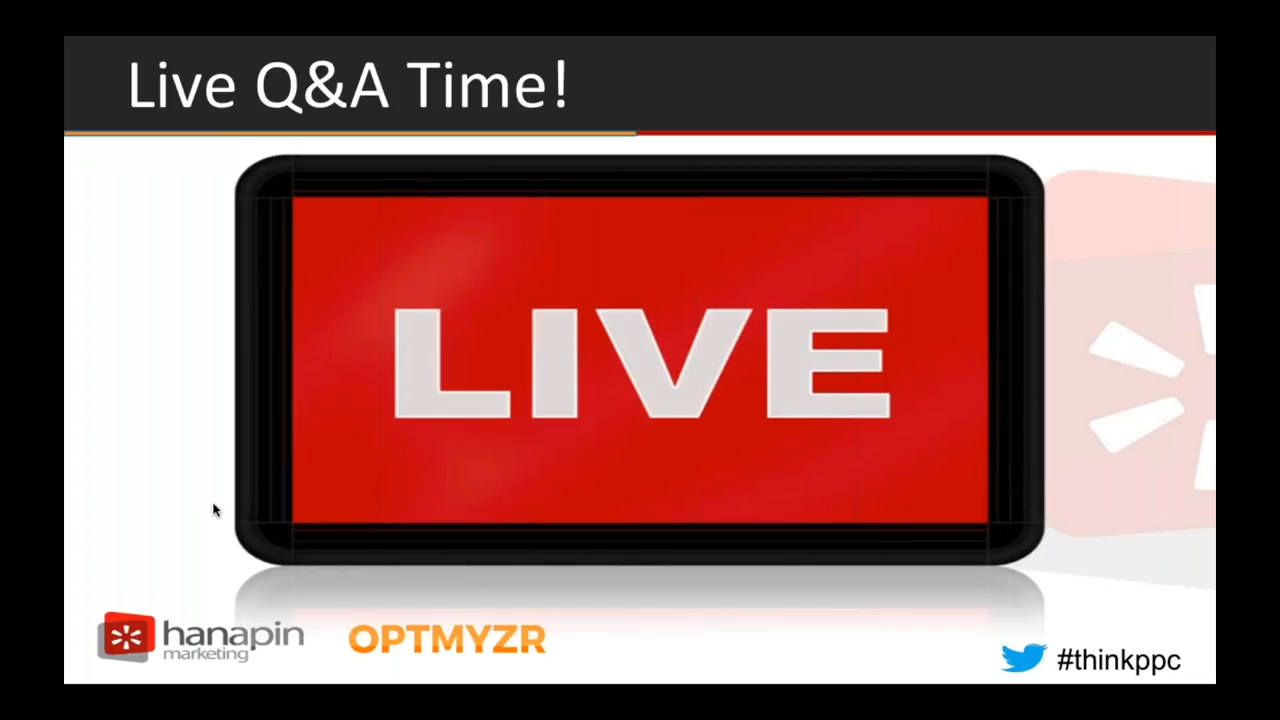 Live Q&A Time!
LIVE
hanapin
marketing
OPTMYZR
#thinkppc